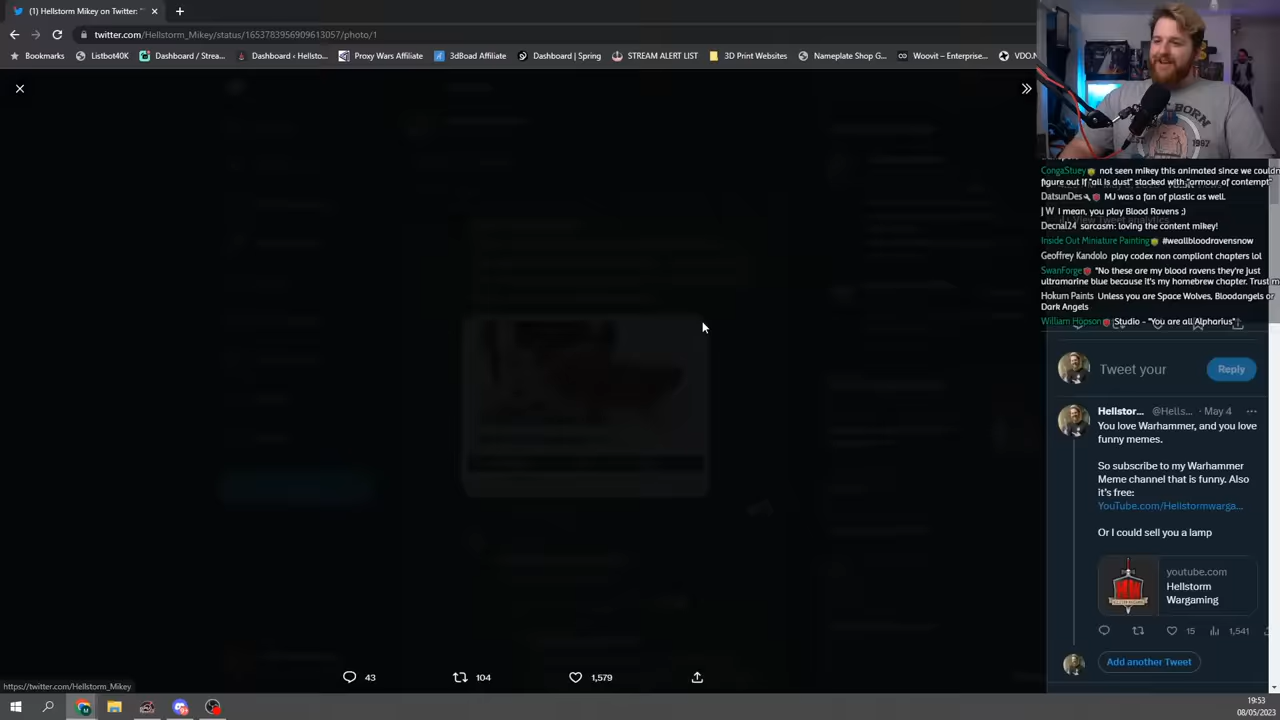 (1) Hellstorm Mikey on Twitter: "
twitter.com/Hellstorm_Mikey/status/1653783956909613057/photo/1
Bookmarks
Listbot40K
Dashboard / Strea...
Dashboard ‹ Hellsto...
Proxy Wars Affiliate
3dBoad Affiliate
Dashboard | Spring
STREAM ALERT LIST
3D Print Websites
Nameplate Shop G...
Woovit – Enterprise...
VDO.N
BORN
1967
CongaStuey not seen mikey this animated since we couldn
figure out if "all is dust" stacked with "armour of contempt"
DatsunDes MJ was a fan of plastic as well.
J W I mean, you play Blood Ravens ;)
View Tweet analytics
Decnal24 sarcasm: loving the content mikey!
Inside Out Miniature Painting #weallbloodravensnow
Geoffrey Kandolo play codex non compliant chapters lol
SwanForge "No these are my blood ravens they're just
ultramarine blue because it's my homebrew chapter. Trust m
Hokum Paints Unless you are Space Wolves, Bloodangels or
Dark Angels
William Hopson Studio - "You are all Alpharius"
Tweet your
Reply
Hellstor... @Hells... · May 4
You love Warhammer, and you love
funny memes.
So subscribe to my Warhammer
Meme channel that is funny. Also
it's free:
YouTube.com/Hellstormwarga...
Or I could sell you a lamp
youtube.com
Hellstorm
Wargaming
15
1,541
Add another Tweet
43
104
1,579
https://twitter.com/Hellstorm_Mikey
19:53
08/05/2023